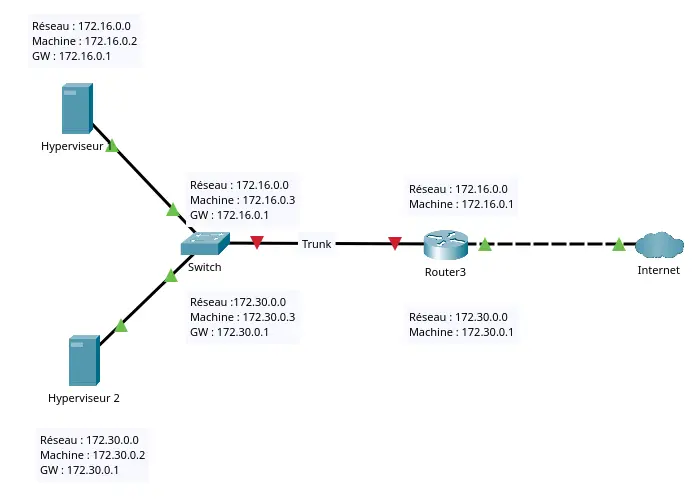 Réseau : 172.16.0.0
Machine : 172.16.0.2
GW : 172.16.0.1
Hyperviseur
Réseau : 172.16.0.0
Machine : 172.16.0.3
GW : 172.16.0.1
Réseau : 172.16.0.0
Machine : 172.16.0.1
Trunk
Switch
Router3
Internet
Réseau :172.30.0.0
Machine : 172.30.0.3
GW : 172.30.0.1
Réseau : 172.30.0.0
Machine : 172.30.0.1
Hyperviseur 2
Réseau : 172.30.0.0
Machine : 172.30.0.2
GW : 172.30.0.1